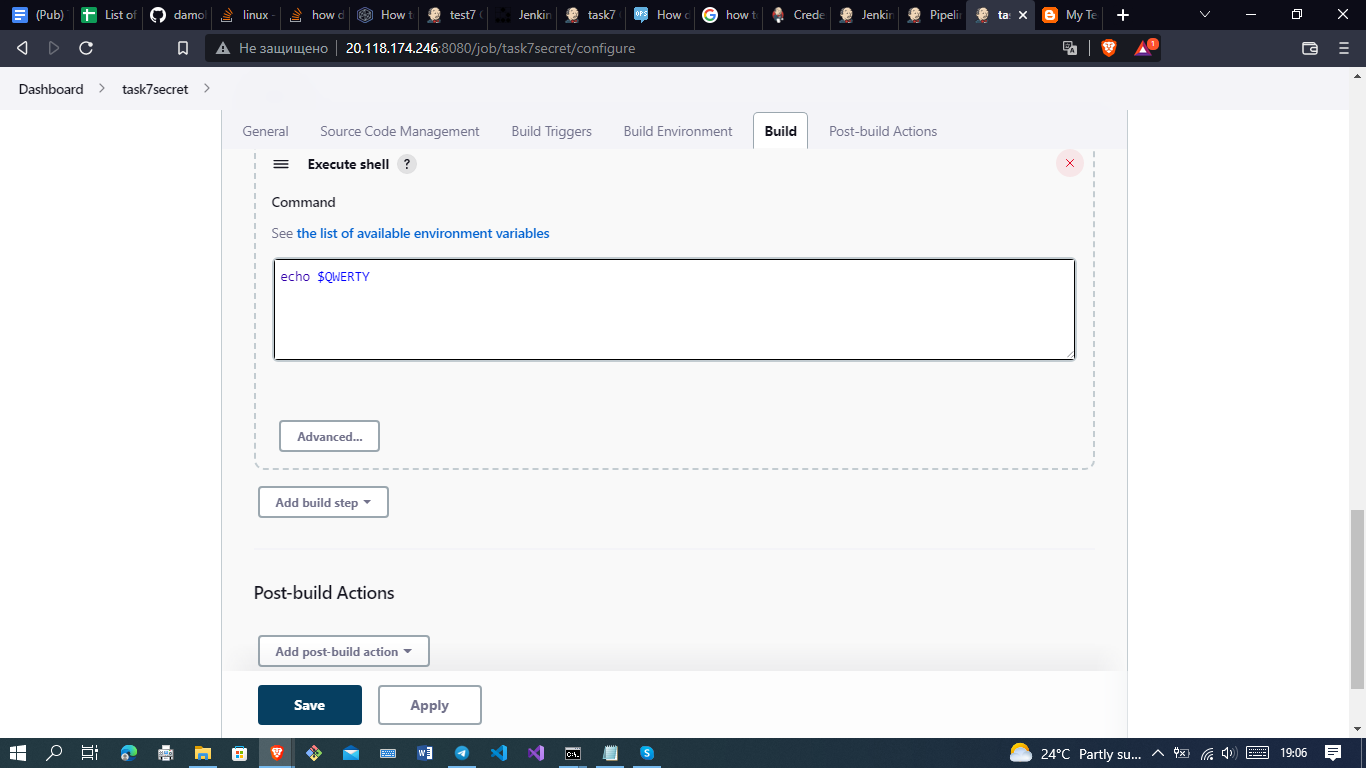 (Pub)
List of
damo
linux -
how d
How t
test7
Jenkin
task7
How c
how t
Crede
Jenkin
Pipelin
tas
My Te
Не защищено
20.118.174.246:8080/job/task7secret/configure
1
Dashboard
task7secret
General
Source Code Management
Build Triggers
Build Environment
Build
Post-build Actions
Execute shell
?
Command
See the list of available environment variables
echo $QWERTY
Advanced...
Add build step
Post-build Actions
Add post-build action
Save
Apply
24°C Partly su...
19:06